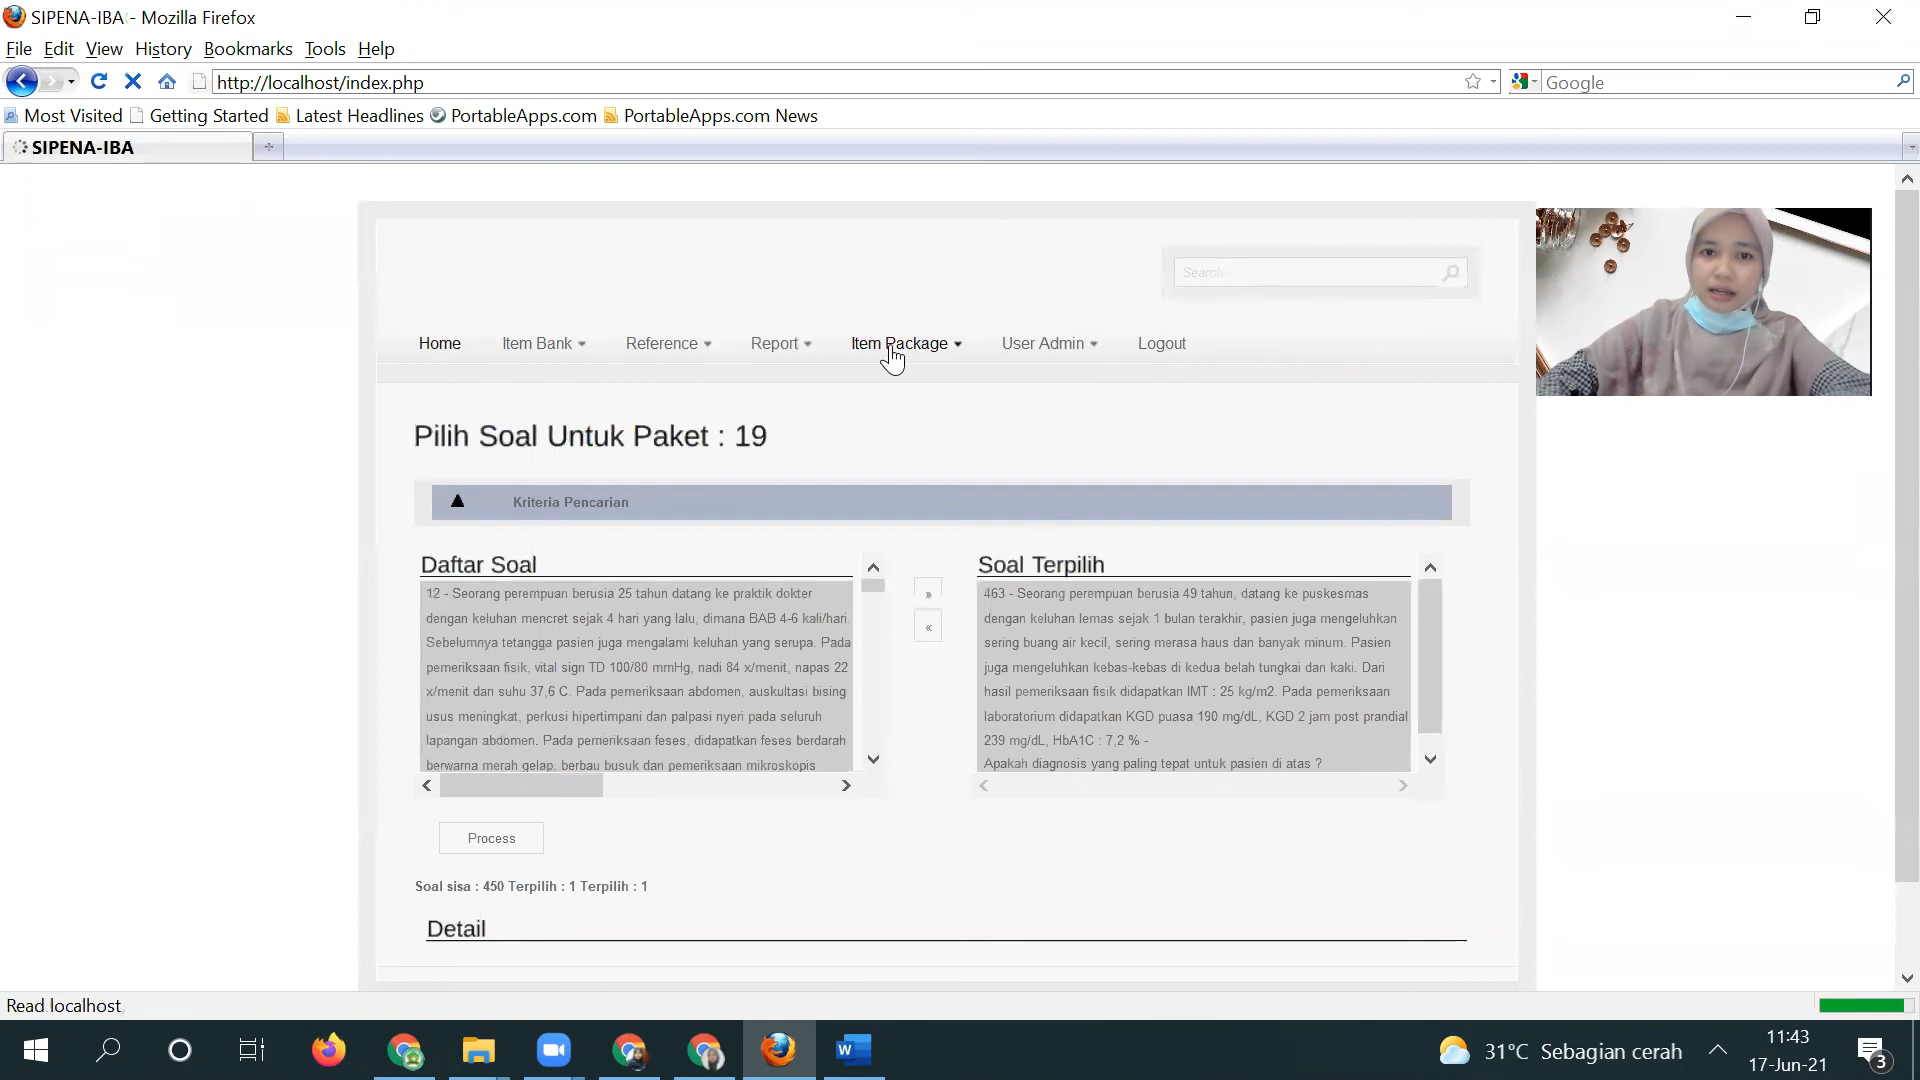 SIPENA-IBA - Mozilla Firefox
File Edit View History Bookmarks Tools Help
http://localhost/index.php
Google
Most Visited Getting Started Latest Headlines PortableApps.com PortableApps.com News
SIPENA-IBA
Search..
Home Item Bank Reference Report Item Package User Admin Logout
Pilih Soal Untuk Paket : 19
Kriteria Pencarian
Daftar Soal
12 - Seorang perempuan berusia 25 tahun datang ke praktik dokter
dengan keluhan mencret sejak 4 hari yang lalu, dimana BAB 4-6 kali/hari.
Sebelumnya tetangga pasien juga mengalami keluhan yang serupa. Pada
pemeriksaan fisik, vital sign TD 100/80 mmHg, nadi 84 x/menit, napas 22
x/menit dan suhu 37,6 C. Pada pemeriksaan abdomen, auskultasi bising
usus meningkat, perkusi hipertimpani dan palpasi nyeri pada seluruh
lapangan abdomen. Pada pemeriksaan feses, didapatkan feses berdarah
berwarna merah gelap, berbau busuk dan pemeriksaan mikroskopis
»
«
Soal Terpilih
463 - Seorang perempuan berusia 49 tahun, datang ke puskesmas
dengan keluhan lemas sejak 1 bulan terakhir, pasien juga mengeluhkan
sering buang air kecil, sering merasa haus dan banyak minum. Pasien
juga mengeluhkan kebas-kebas di kedua belah tungkai dan kaki. Dari
hasil pemeriksaan fisik didapatkan IMT : 25 kg/m2. Pada pemeriksaan
laboratorium didapatkan KGD puasa 190 mg/dL, KGD 2 jam post prandial
239 mg/dL, HbA1C : 7,2 % -
Apakah diagnosis yang paling tepat untuk pasien di atas ?
Process
Soal sisa : 450 Terpilih : 1 Terpilih : 1
Detail
Read localhost
31°C Sebagian cerah
11:43
17-Jun-21
3